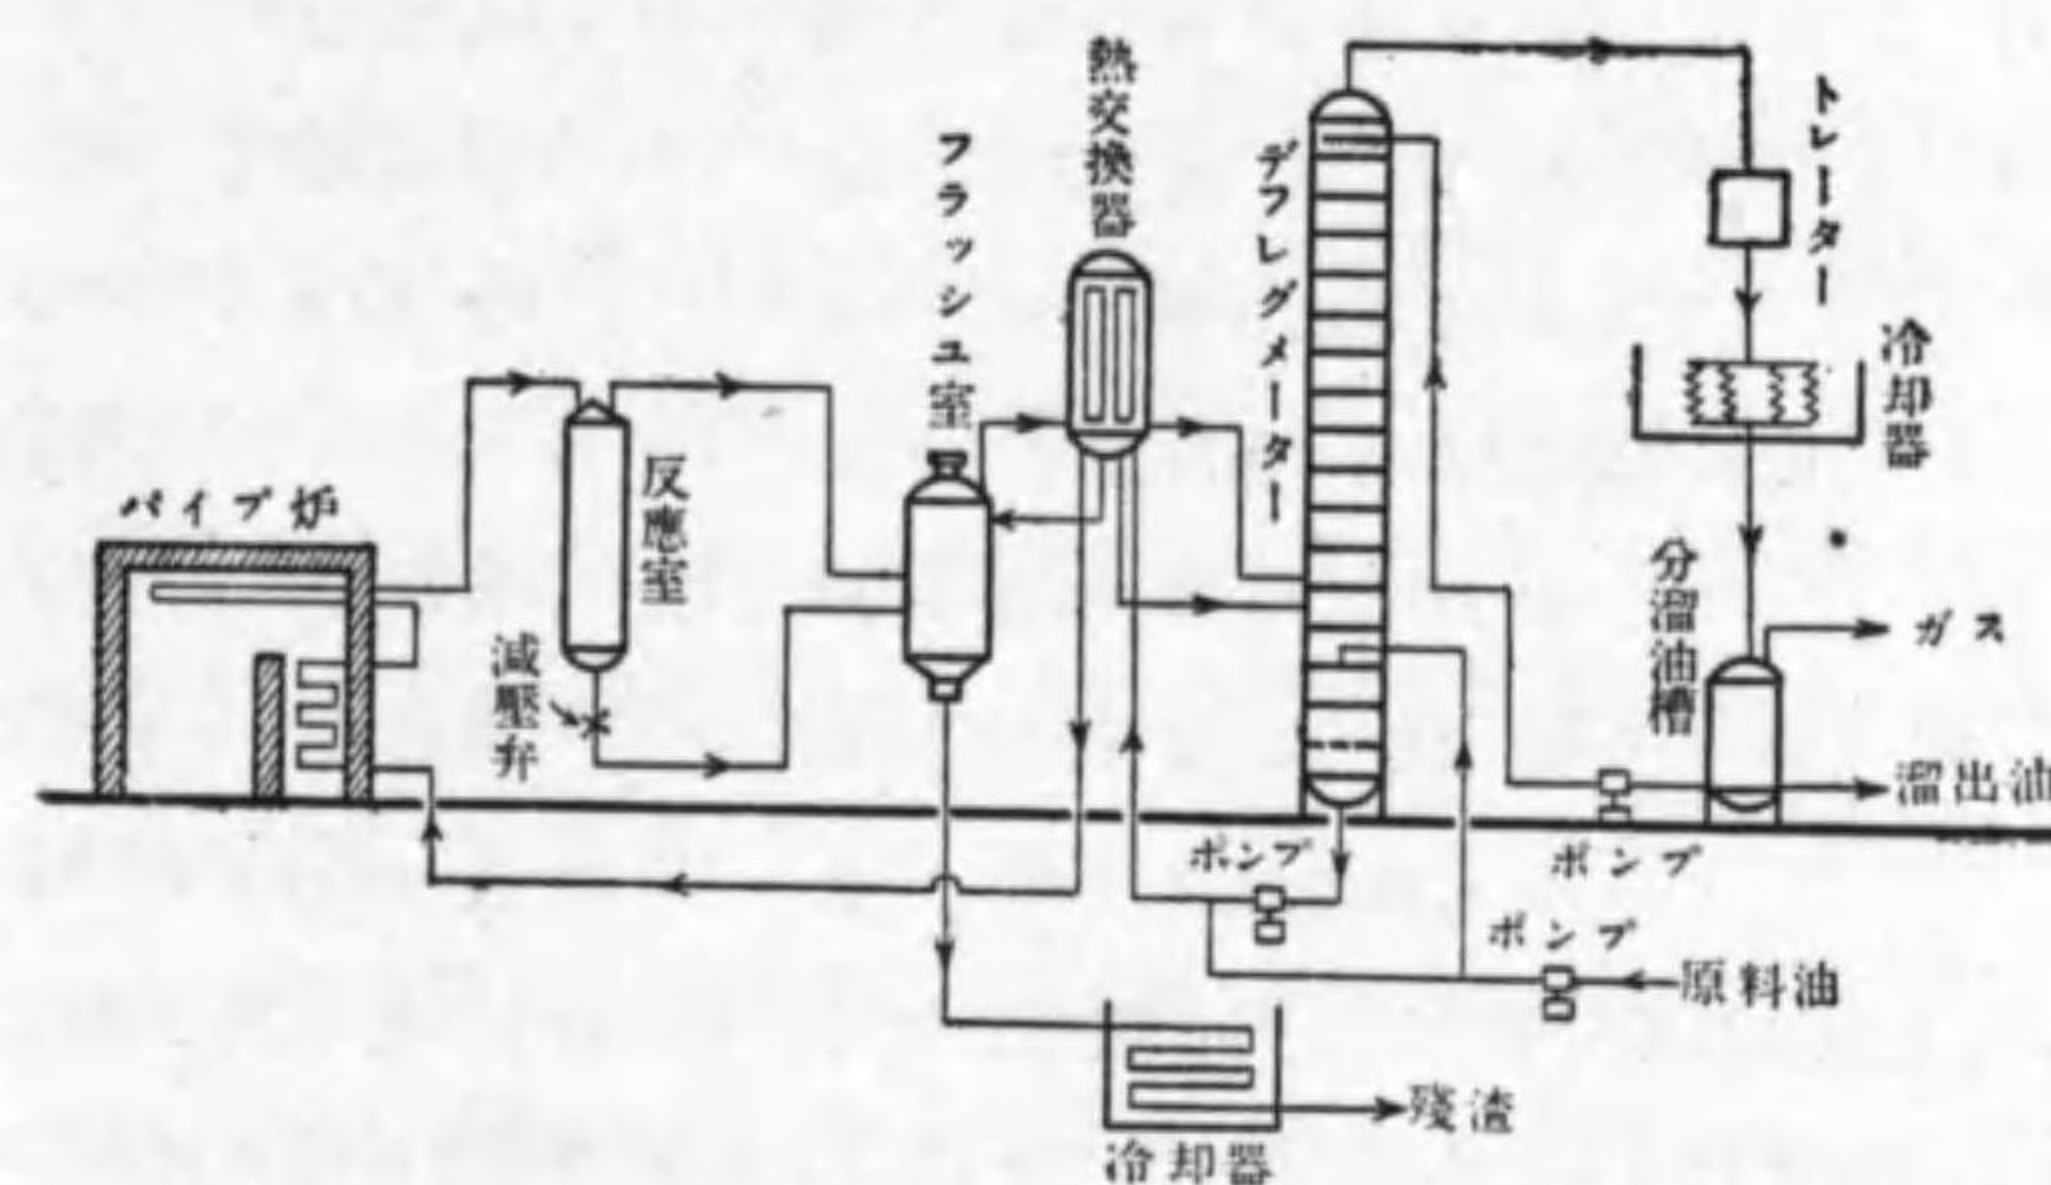 パイプ炉
反應室
減壓弁
フラッシュ室
熱交換器
デフレグメーター
トレーター
冷却器
分溜油槽
ガス
溜出油
ポンプ
ポンプ
ポンプ
原料油
殘渣
冷却器